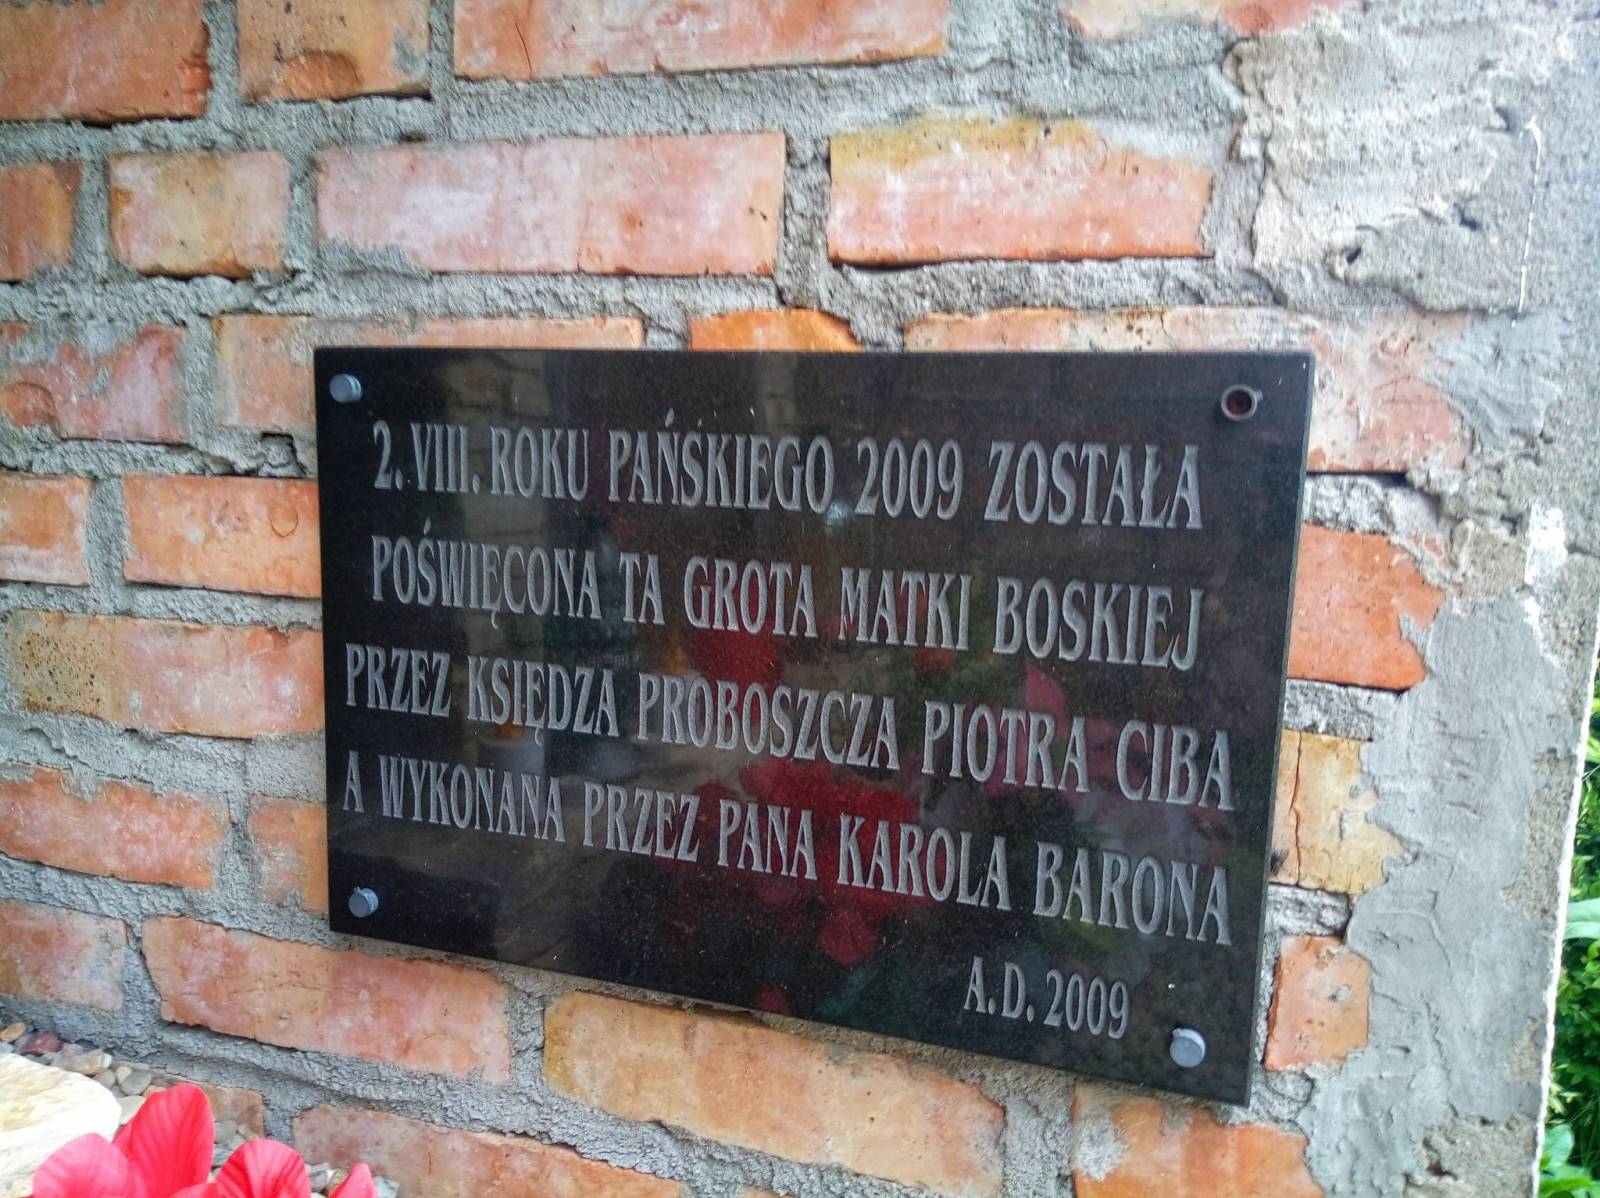 2. VIII. ROKU PAŃSKIEGO 2009 ZOSTAŁA
POŚWIĘCONA TA GROTA MATKI BOSKIEJ
PRZEZ KSIĘDZA PROBOSZCZA PIOTRA CIBA
A WYKONANA PRZEZ PANA KAROLA BARONA
A.D. 2009